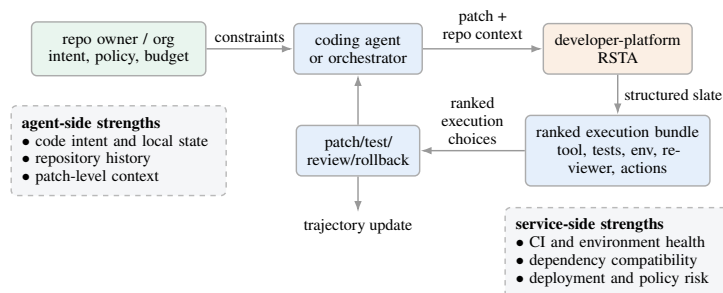 repo owner / org
intent, policy, budget
constraints
coding agent
or orchestrator
patch +
repo context
developer-platform
RSTA
structured slate
agent-side strengths
● code intent and local state
● repository history
● patch-level context
patch/test/
review/rollback
ranked
execution
choices
ranked execution bundle
tool, tests, env, re-
viewer, actions
trajectory update
service-side strengths
● CI and environment health
● dependency compatibility
● deployment and policy risk